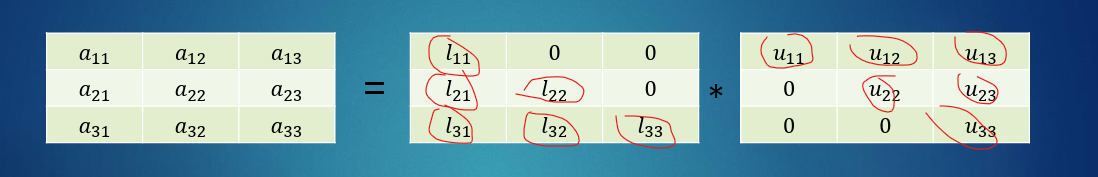 a₁₁ a₁₂ a₁₃ l₁₁ 0 0 u₁₁ u₁₂ u₁₃
a₂₁ a₂₂ a₂₃ = l₂₁ l₂₂ 0 * 0 u₂₂ u₂₃
a₃₁ a₃₂ a₃₃ l₃₁ l₃₂ l₃₃ 0 0 u₃₃